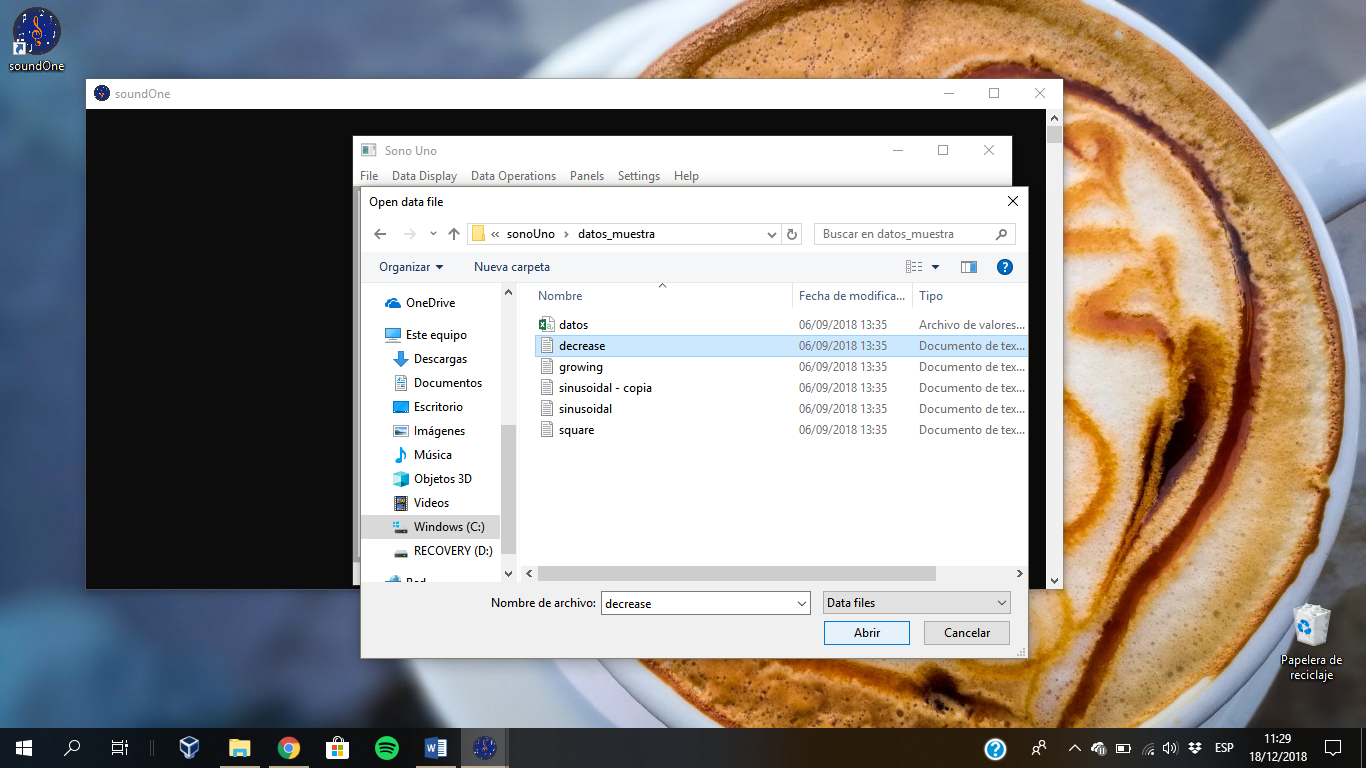 soundOne
soundOne
Sono Uno
File Data Display Data Operations Panels Settings Help
Open data file
« sonoUno › datos_muestra
Buscar en datos_muestra
Organizar Nueva carpeta
Nombre Fecha de modifica... Tipo
OneDrive
Este equipo
Descargas
Documentos
Escritorio
Imágenes
Música
Objetos 3D
Videos
Windows (C:)
RECOVERY (D:)
Red
datos 06/09/2018 13:35 Archivo de valores...
decrease 06/09/2018 13:35 Documento de tex...
growing 06/09/2018 13:35 Documento de tex...
sinusoidal - copia 06/09/2018 13:35 Documento de tex...
sinusoidal 06/09/2018 13:35 Documento de tex...
square 06/09/2018 13:35 Documento de tex...
Nombre de archivo: decrease Data files
Abrir Cancelar
Papelera de
reciclaje
ESP
11:29
18/12/2018